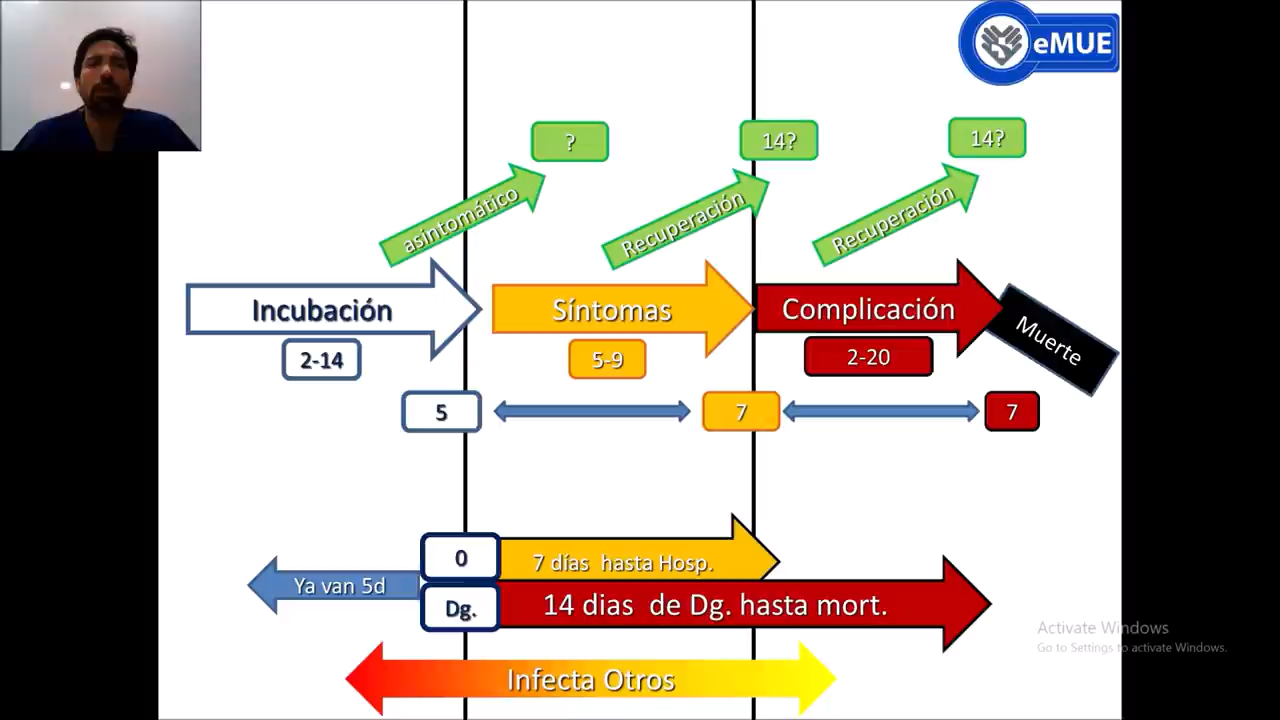 eMUE
?
14?
14?
asintomático
Recuperación
Recuperación
Incubación
Síntomas
Complicación
Muerte
2-14
5-9
2-20
5
7
7
0
7 días hasta Hosp.
Ya van 5d
Dg.
14 dias de Dg. hasta mort.
Activate Windows
Go to Settings to activate Windows.
Infecta Otros